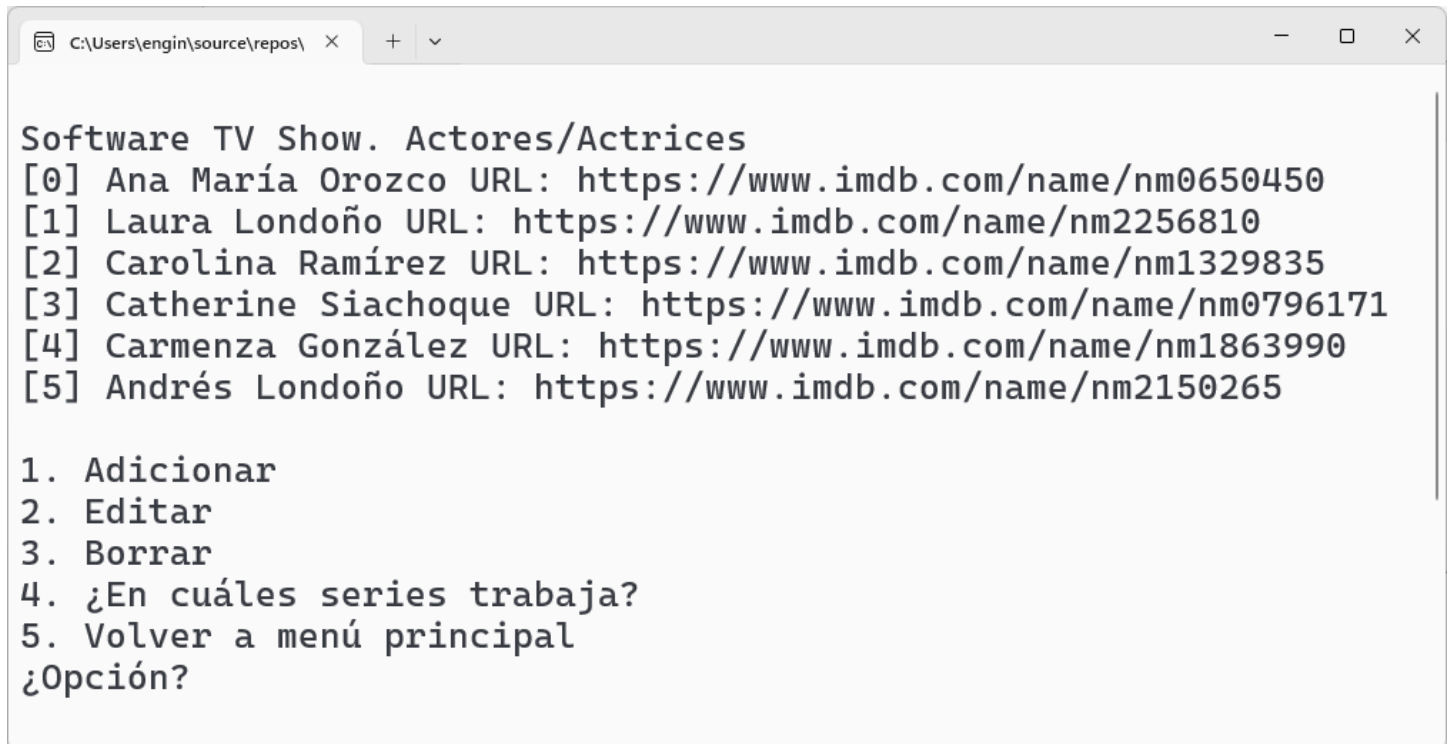 C:\Users\engin\source\repos\
Software TV Show. Actores/Actrices
[0] Ana María Orozco URL: https://www.imdb.com/name/nm0650450
[1] Laura Londoño URL: https://www.imdb.com/name/nm2256810
[2] Carolina Ramírez URL: https://www.imdb.com/name/nm1329835
[3] Catherine Siachoque URL: https://www.imdb.com/name/nm0796171
[4] Carmenza González URL: https://www.imdb.com/name/nm1863990
[5] Andrés Londoño URL: https://www.imdb.com/name/nm2150265
1. Adicionar
2. Editar
3. Borrar
4. ¿En cuáles series trabaja?
5. Volver a menú principal
¿Opción?